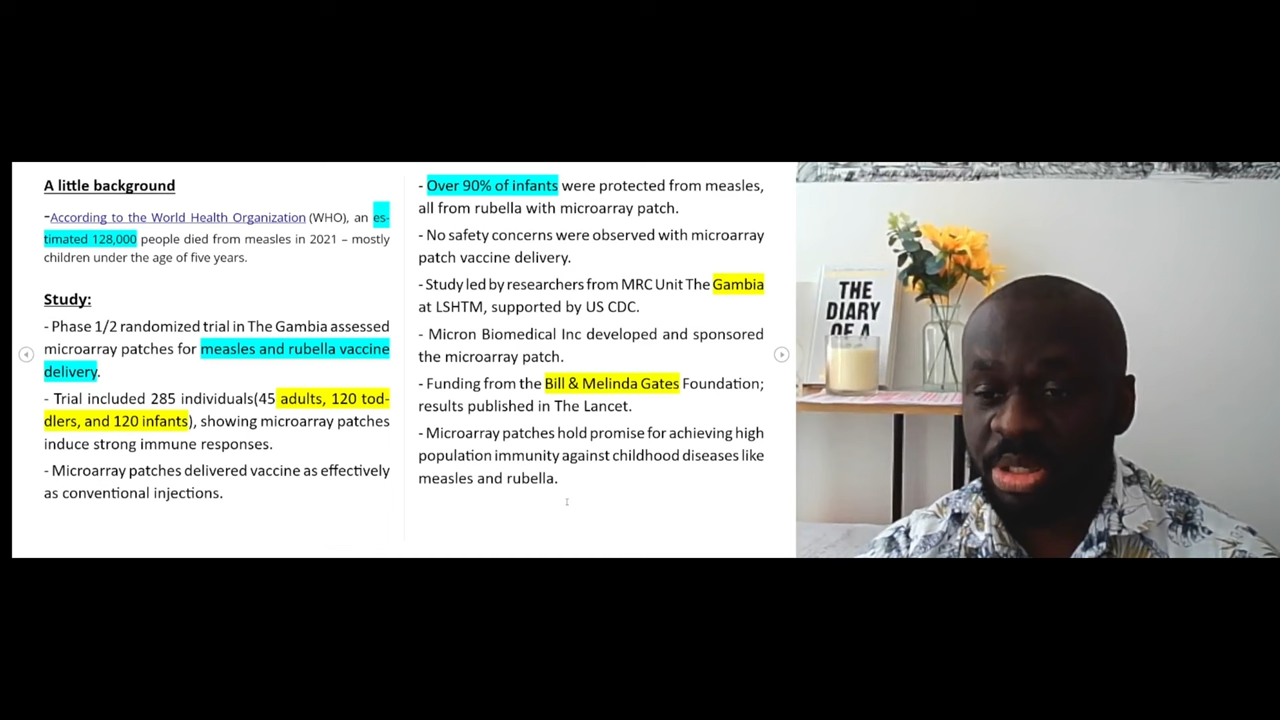 A little background
-According to the World Health Organization (WHO), an es-
timated 128,000 people died from measles in 2021 – mostly
children under the age of five years.
Study:
- Phase 1/2 randomized trial in The Gambia assessed
microarray patches for measles and rubella vaccine
delivery.
- Trial included 285 individuals(45 adults, 120 tod-
dlers, and 120 infants), showing microarray patches
induce strong immune responses.
- Microarray patches delivered vaccine as effectively
as conventional injections.
- Over 90% of infants were protected from measles,
all from rubella with microarray patch.
- No safety concerns were observed with microarray
patch vaccine delivery.
- Study led by researchers from MRC Unit The Gambia
at LSHTM, supported by US CDC.
- Micron Biomedical Inc developed and sponsored
the microarray patch.
- Funding from the Bill & Melinda Gates Foundation;
results published in The Lancet.
- Microarray patches hold promise for achieving high
population immunity against childhood diseases like
measles and rubella.
THE
DIARY
OF A